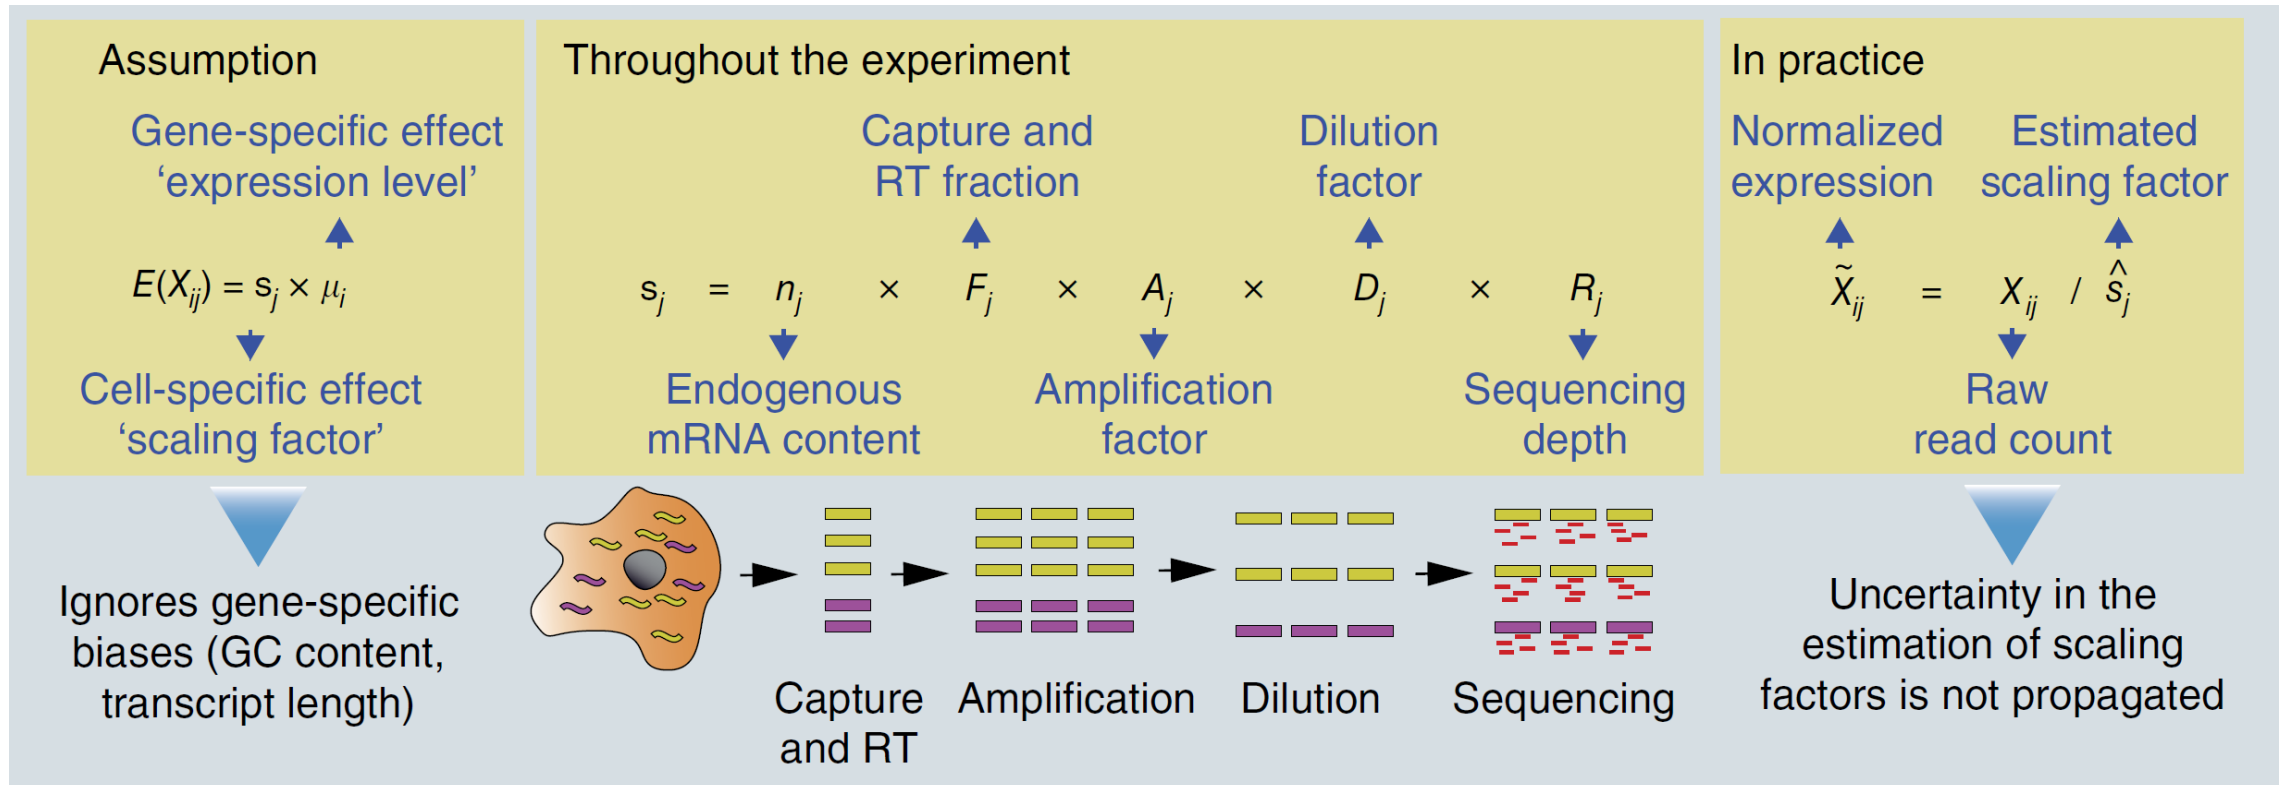 Assumption
Gene-specific effect
‘expression level’
E(Xij) = sj × μi
Cell-specific effect
‘scaling factor’
Ignores gene-specific
biases (GC content,
transcript length)
Throughout the experiment
Capture and
RT fraction
Dilution
factor
sj = nj × Fj × Aj × Dj × Rj
Endogenous
mRNA content
Amplification
factor
Sequencing
depth
Capture
and RT
Amplification
Dilution
Sequencing
In practice
Normalized
expression
Estimated
scaling factor
X̃ij = Xij / ŝj
Raw
read count
Uncertainty in the
estimation of scaling
factors is not propagated